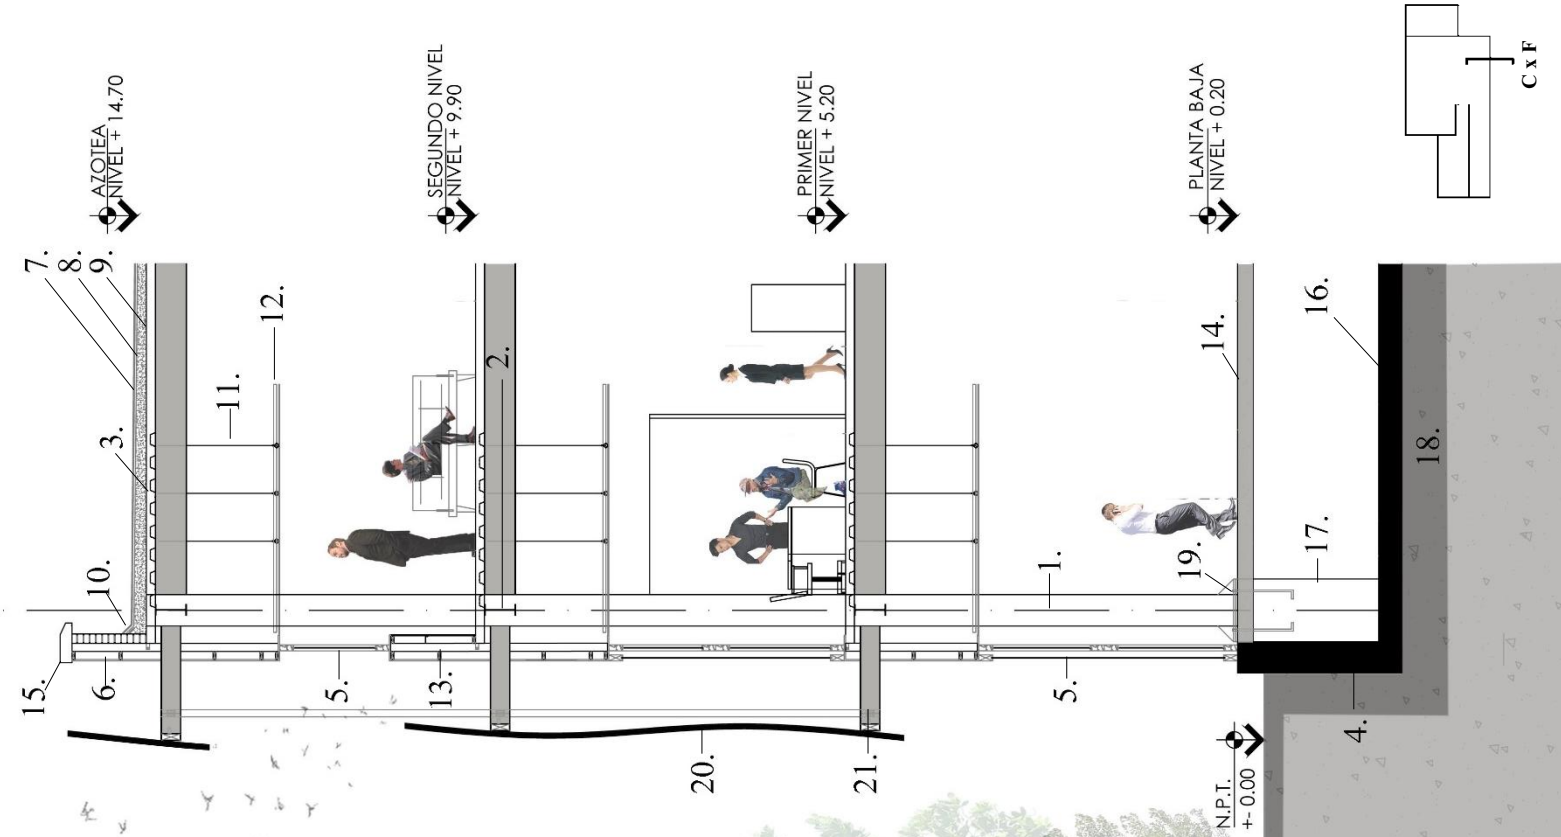 AZOTEA
NIVEL + 14.70
SEGUNDO NIVEL
NIVEL + 9.90
PRIMER NIVEL
NIVEL + 5.20
PLANTA BAJA
NIVEL + 0.20
C x F
7.
8.
9.
3.
11.
12.
10.
2.
14.
16.
18.
1.
19.
17.
15.
6.
5.
13.
5.
4.
20.
21.
N.P.T.
+- 0.00